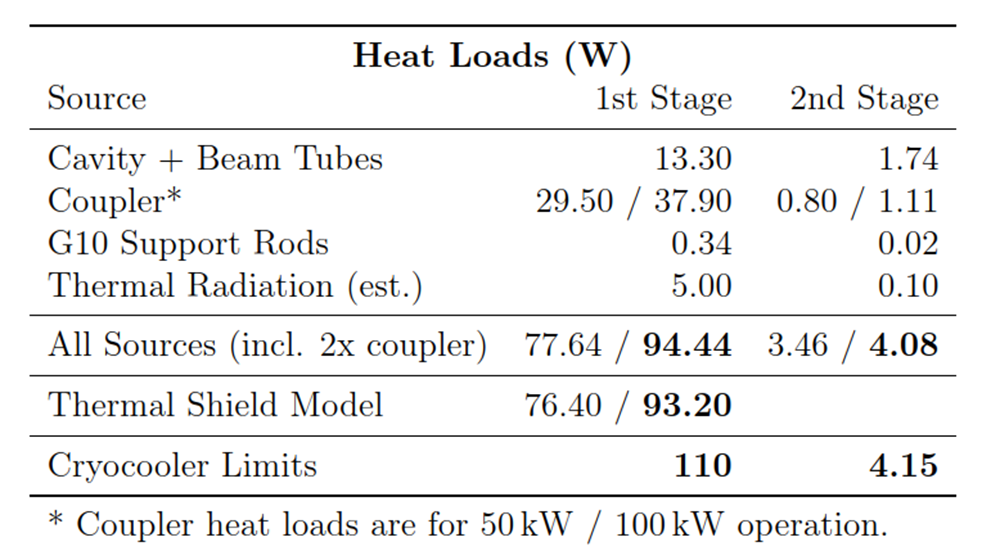 Heat Loads (W)
Source 1st Stage 2nd Stage
Cavity + Beam Tubes 13.30 1.74
Coupler* 29.50 / 37.90 0.80 / 1.11
G10 Support Rods 0.34 0.02
Thermal Radiation (est.) 5.00 0.10
All Sources (incl. 2x coupler) 77.64 / 94.44 3.46 / 4.08
Thermal Shield Model 76.40 / 93.20
Cryocooler Limits 110 4.15
* Coupler heat loads are for 50 kW / 100 kW operation.